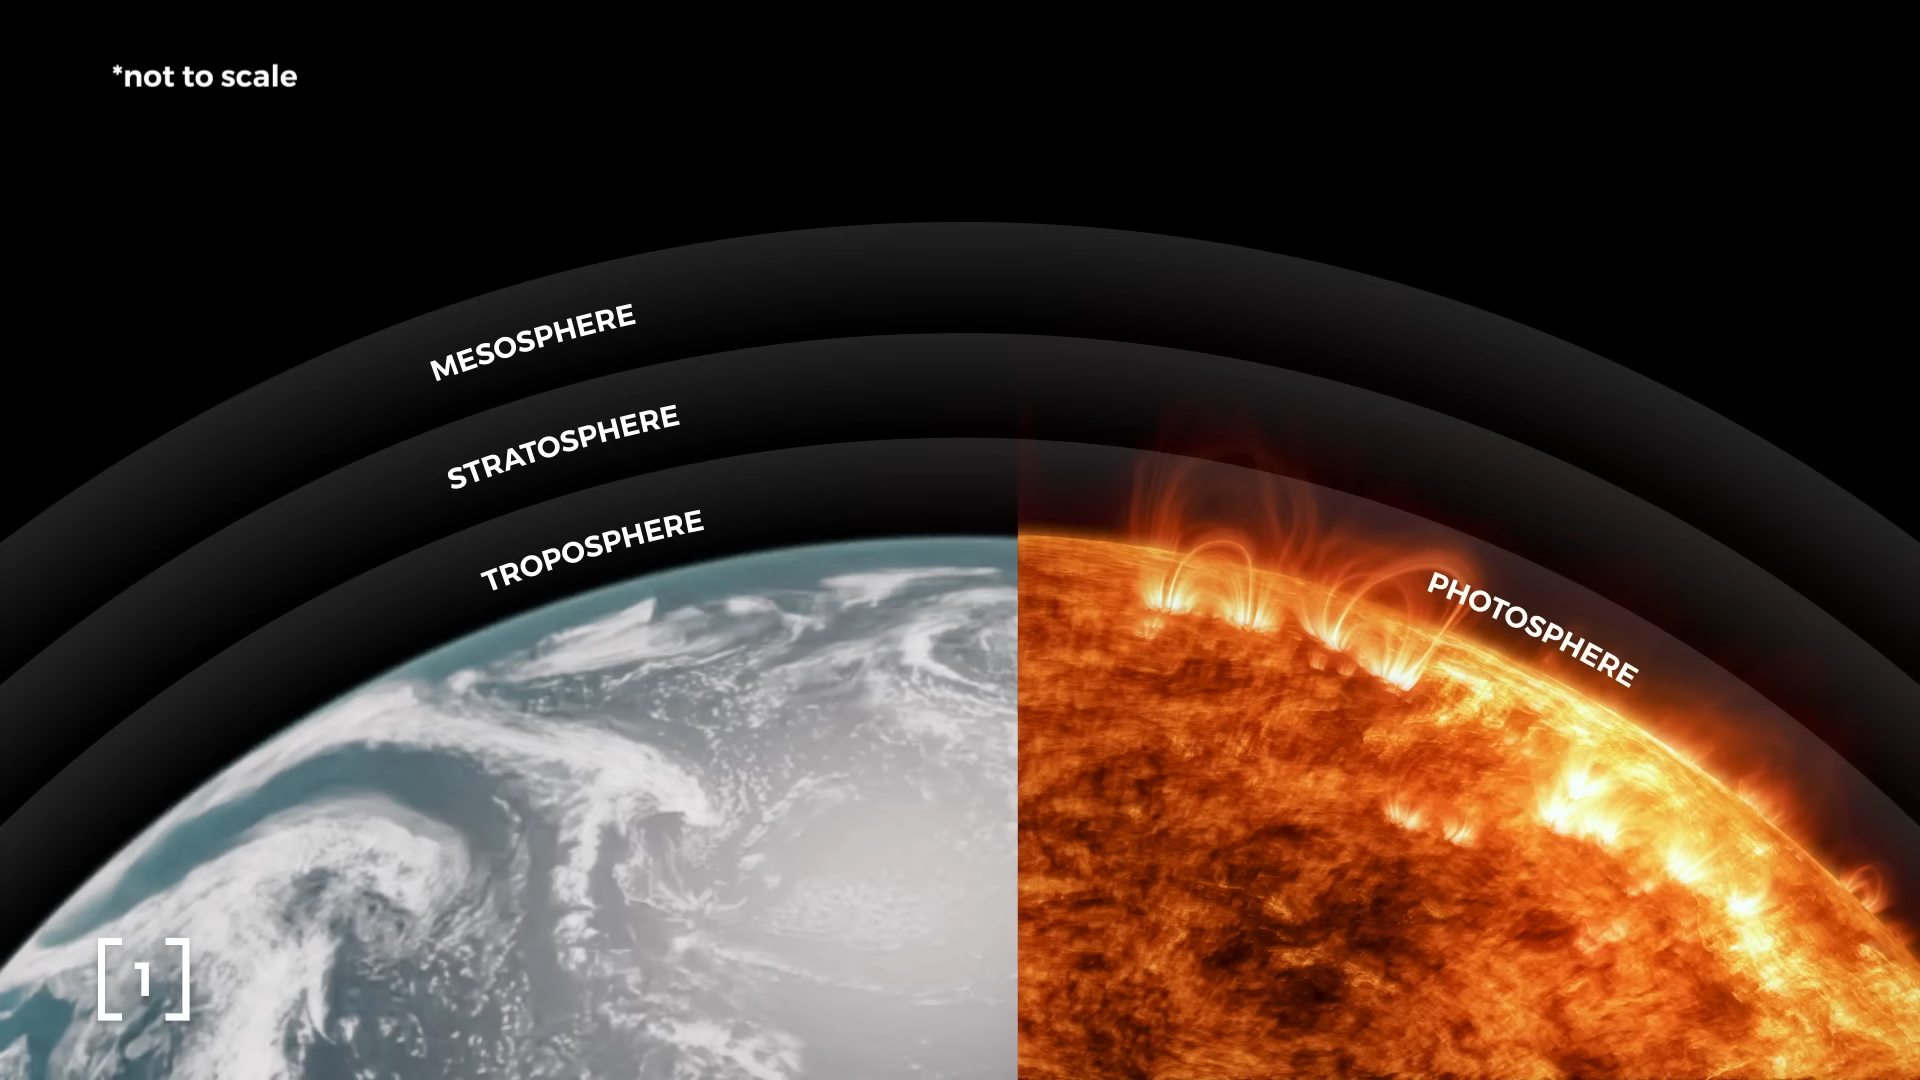 *not to scale
MESOSPHERE
STRATOSPHERE
TROPOSPHERE
PHOTOSPHERE
[1]